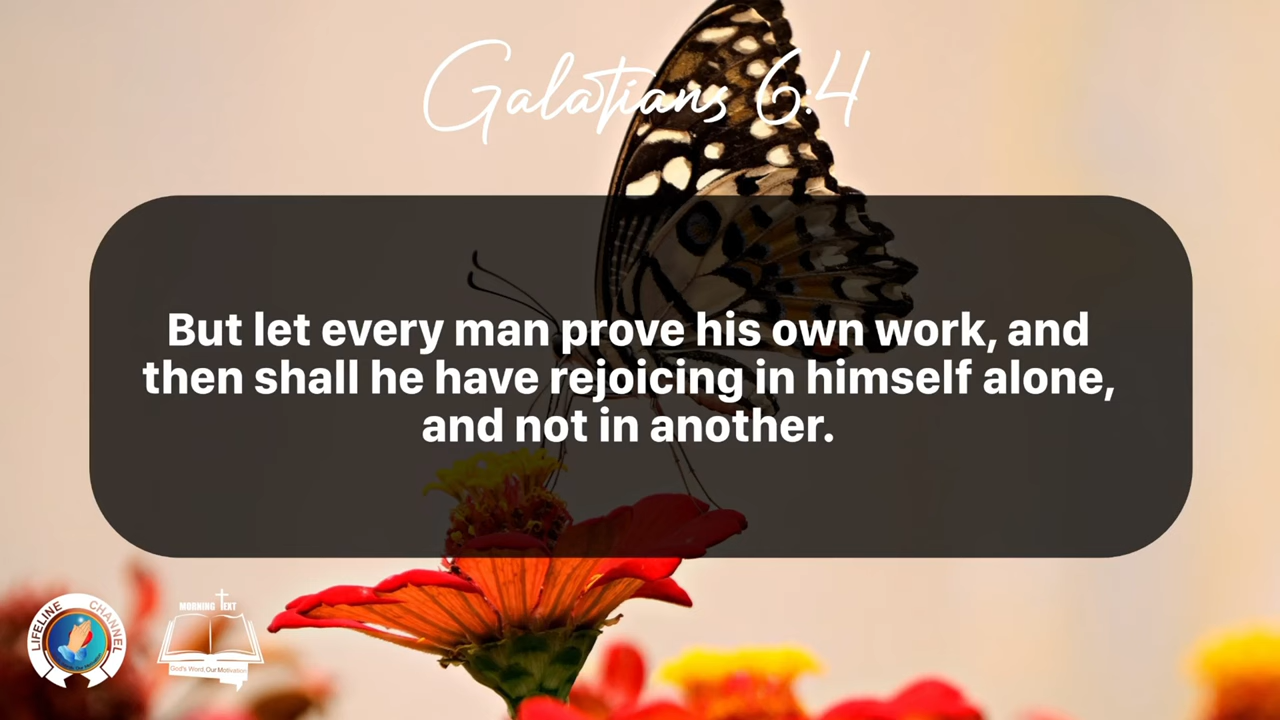 Galatians 6:4
But let every man prove his own work, and
then shall he have rejoicing in himself alone,
and not in another.
LIFELINE CHANNEL
MORNING TEXT
God's Word, Our Motivation